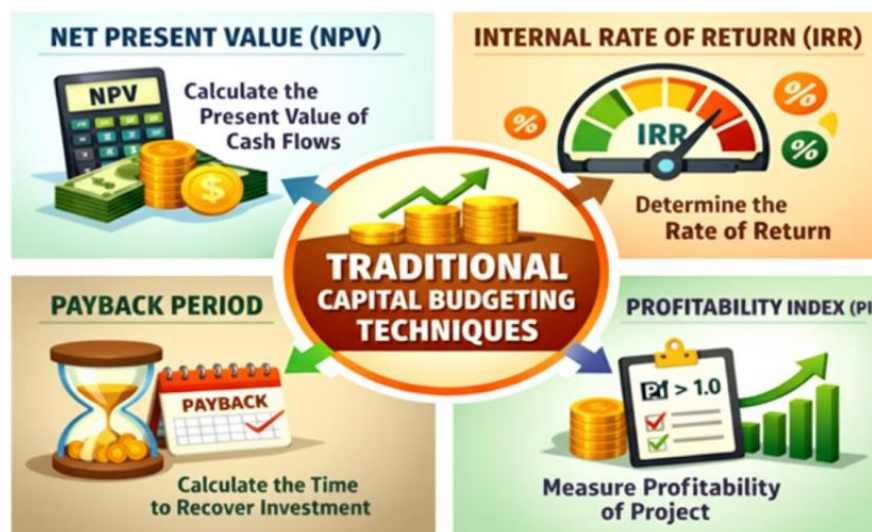 NET PRESENT VALUE (NPV)
NPV
Calculate the
Present Value of
Cash Flows
$
INTERNAL RATE OF RETURN (IRR)
%
%
%
IRR
Determine the
Rate of Return
TRADITIONAL
CAPITAL BUDGETING
TECHNIQUES
PAYBACK PERIOD
PAYBACK
Calculate the Time
to Recover Investment
PROFITABILITY INDEX (PI
PI > 1.0
Measure Profitability
of Project